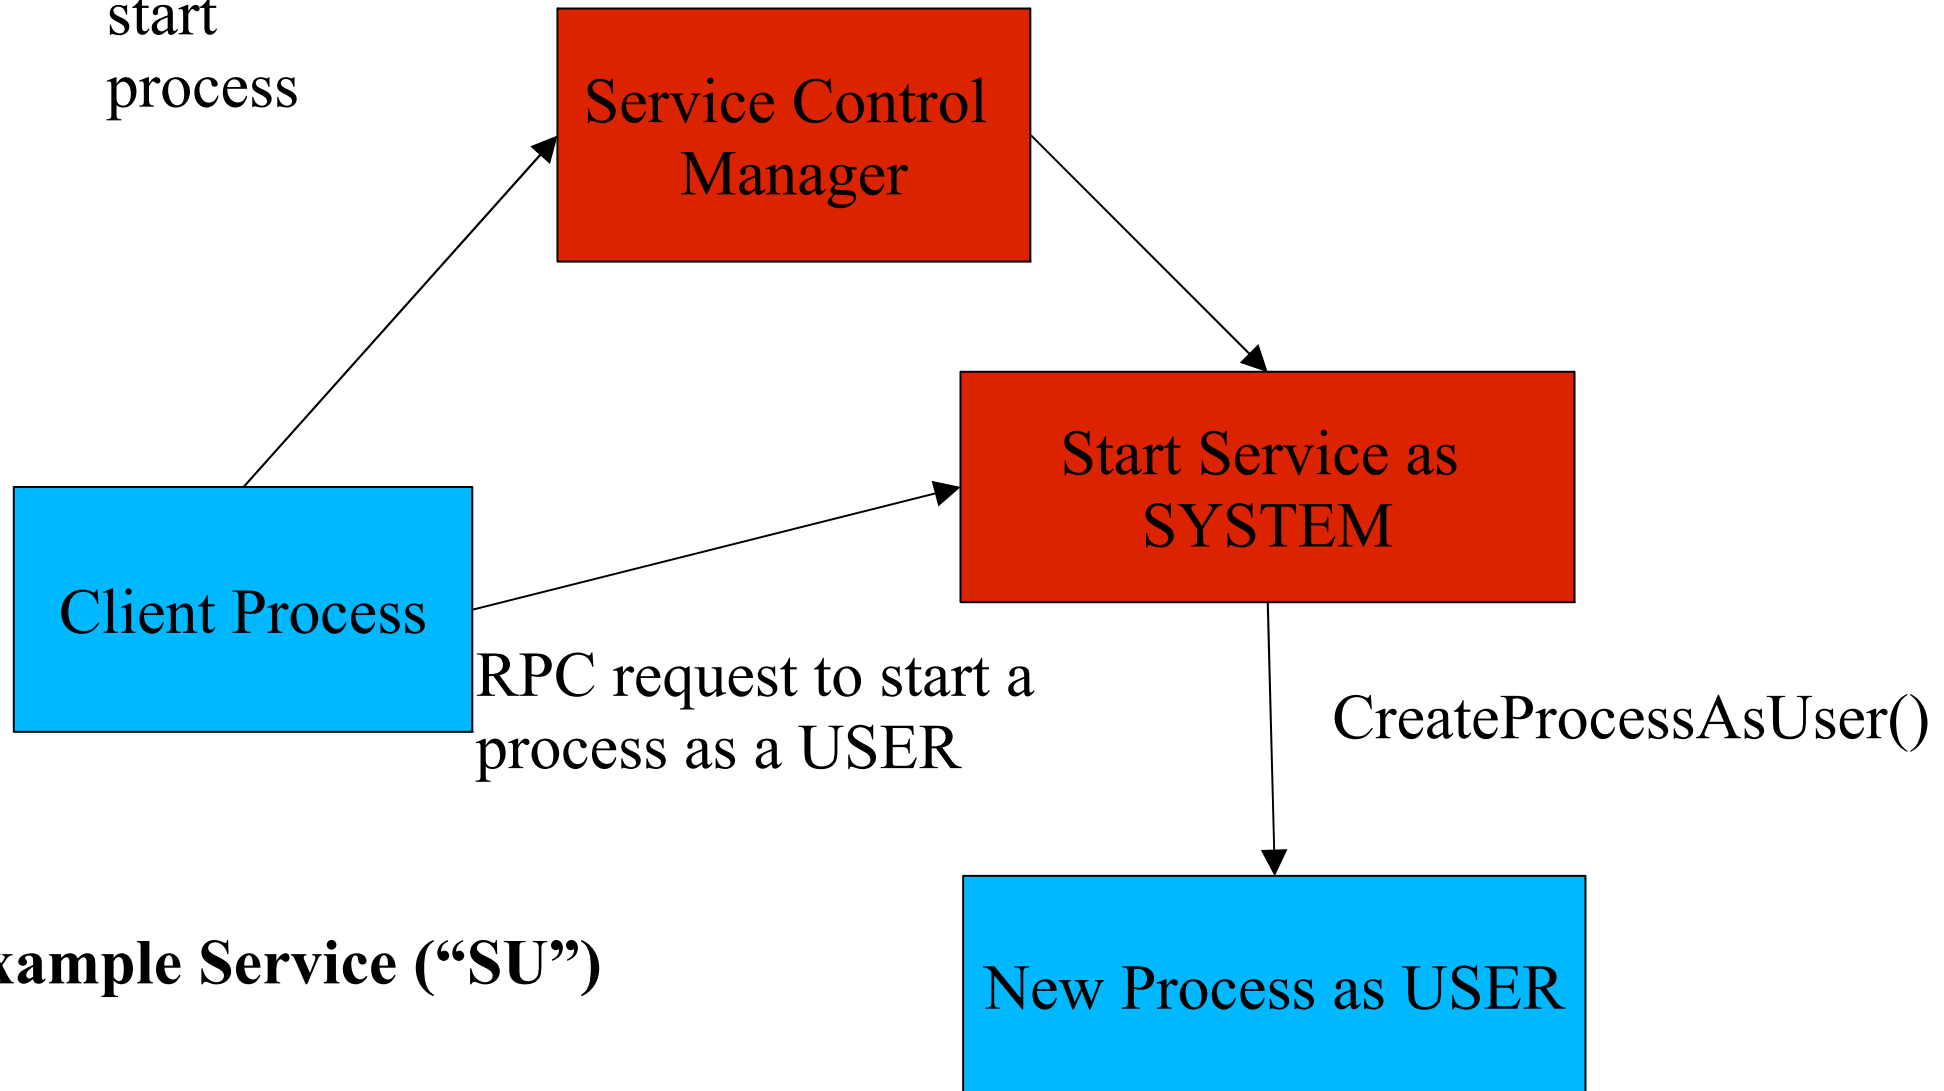 start
process
Service Control
Manager
Start Service as
SYSTEM
Client Process
RPC request to start a
process as a USER
CreateProcessAsUser()
xample Service (“SU”)
New Process as USER